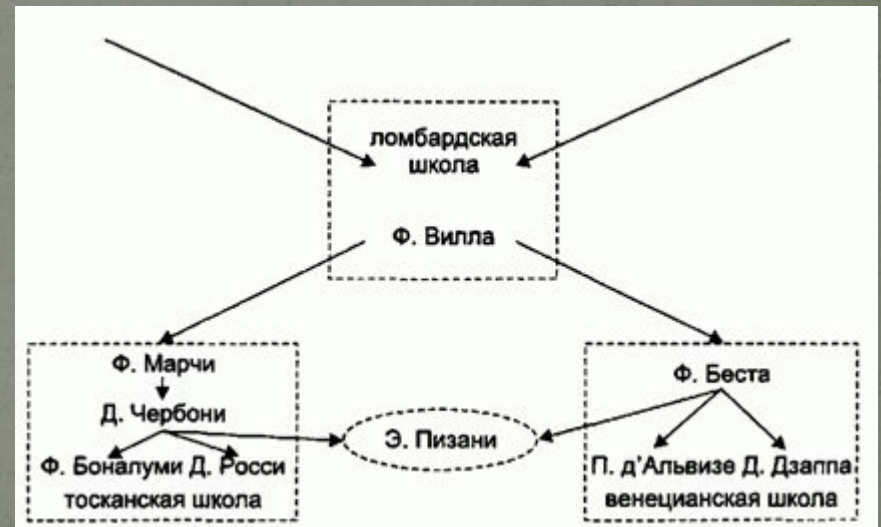 ломбардская
школа
Ф. Вилла
Ф. Марчи
Д. Чербони
Ф. Боналуми Д. Росси
тосканская школа
Э. Пизани
Ф. Беста
П. д'Альвизе Д. Дзаппа
венецианская школа